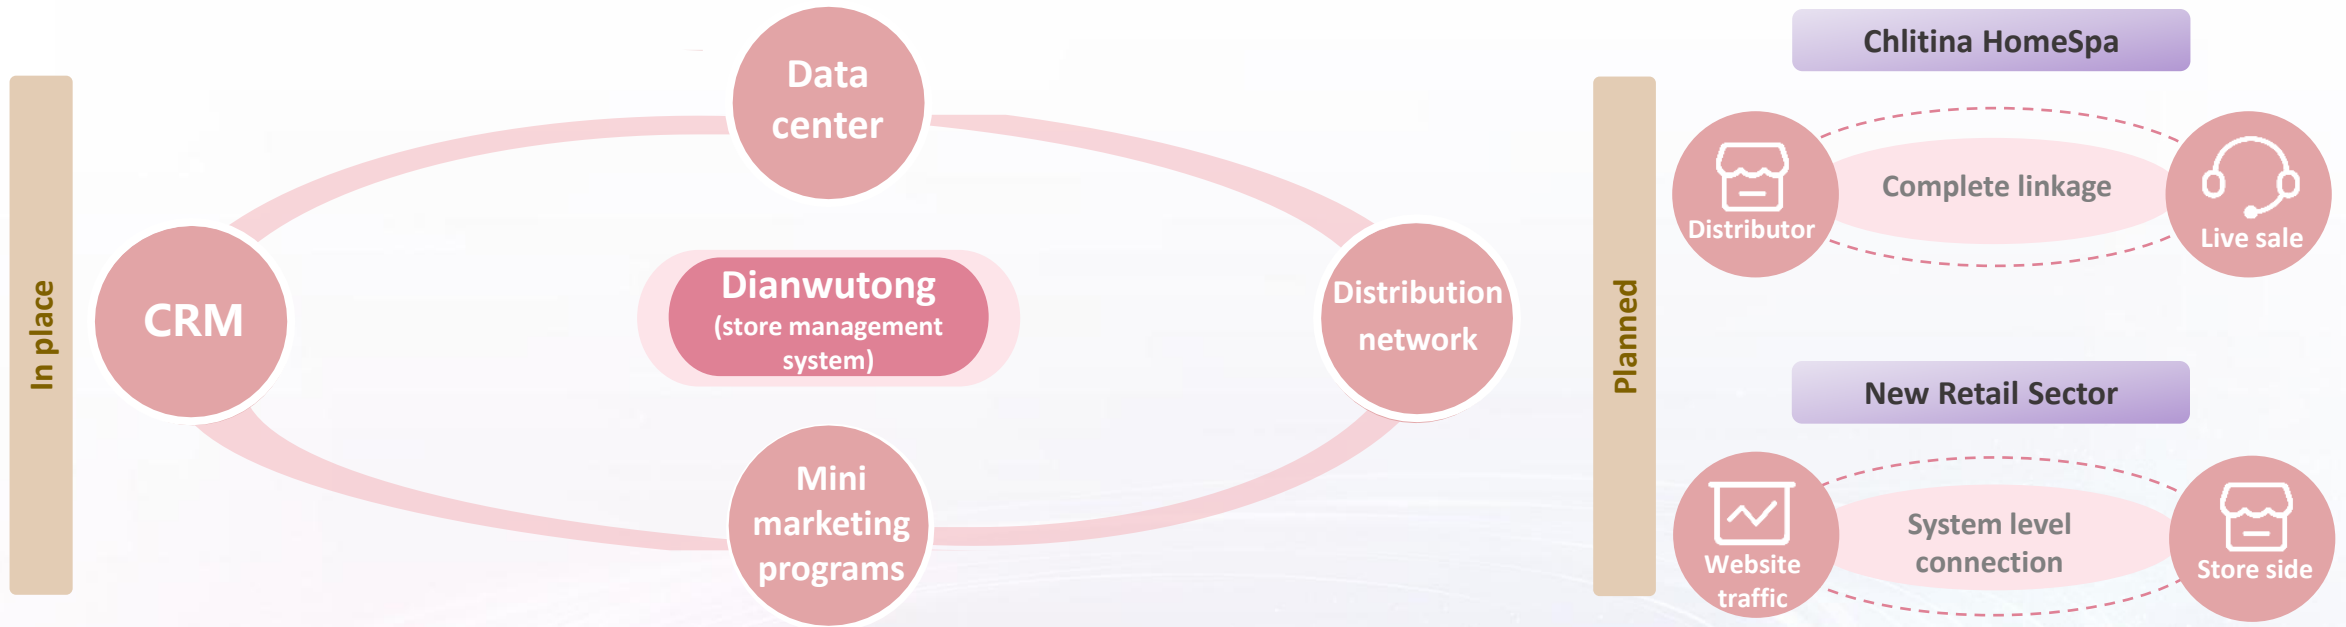 In place
Data
center
CRM
Dianwutong
(store management
system)
Distribution
network
Mini
marketing
programs
Planned
Chlitina HomeSpa
Distributor
Complete linkage
Live sale
New Retail Sector
Website
traffic
System level
connection
Store side